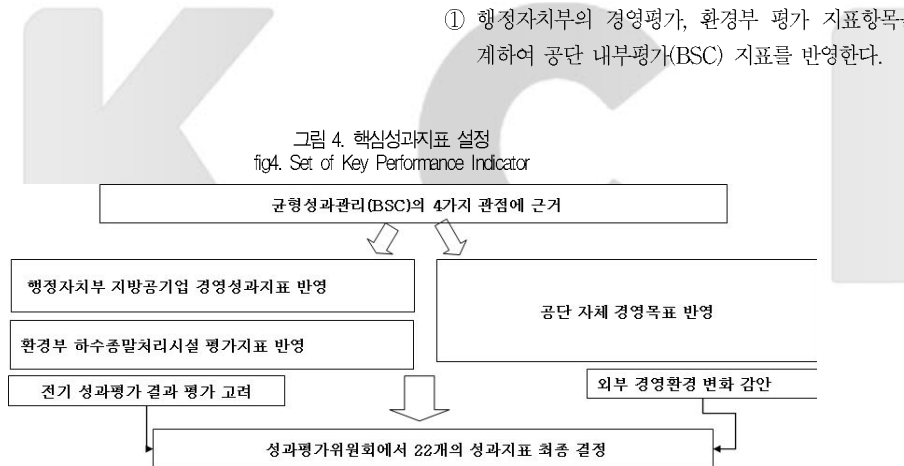 ① 행정자치부의 경영평가, 환경부 평가 지표항목
계하여 공단 내부평가(BSC) 지표를 반영한다.
그림 4. 핵심성과지표 설정
fig4. Set of Key Performance Indicator
균형성과관리(BSC)의 4가지 관점에 근거
행정자치부 지방공기업 경영성과지표 반영
공단 자체 경영목표 반영
환경부 하수종말처리시설 평가지표 반영
전기 성과평가 결과 평가 고려
외부 경영환경 변화 감안
성과평가위원회에서 22개의 성과지표 최종 결정